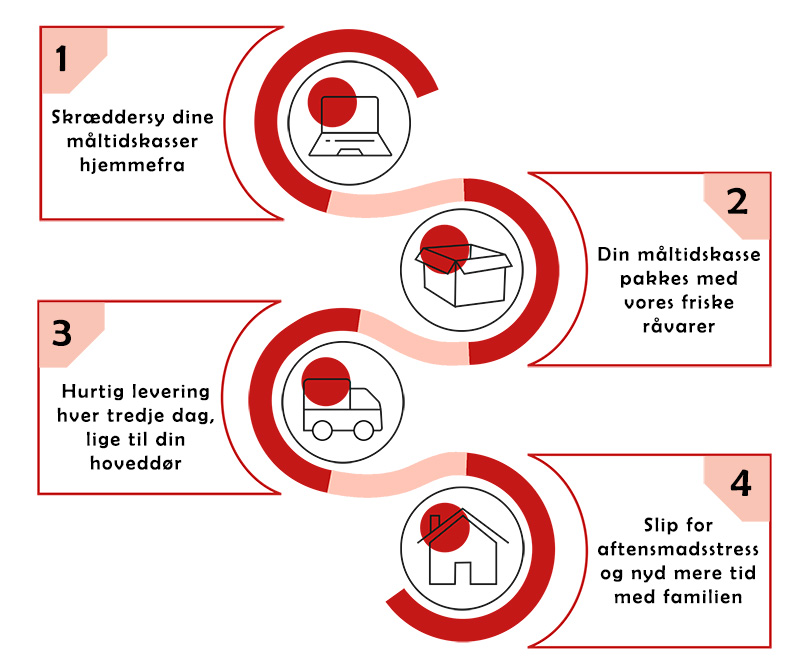 1
Skræddersy dine
måltidskasser
hjemmefra
2
Din måltidskasse
pakkes med
vores friske
råvarer
3
Hurtig levering
hver tredje dag,
lige til din
hoveddør
4
Slip for
aftensmadsstress
og nyd mere tid
med familien